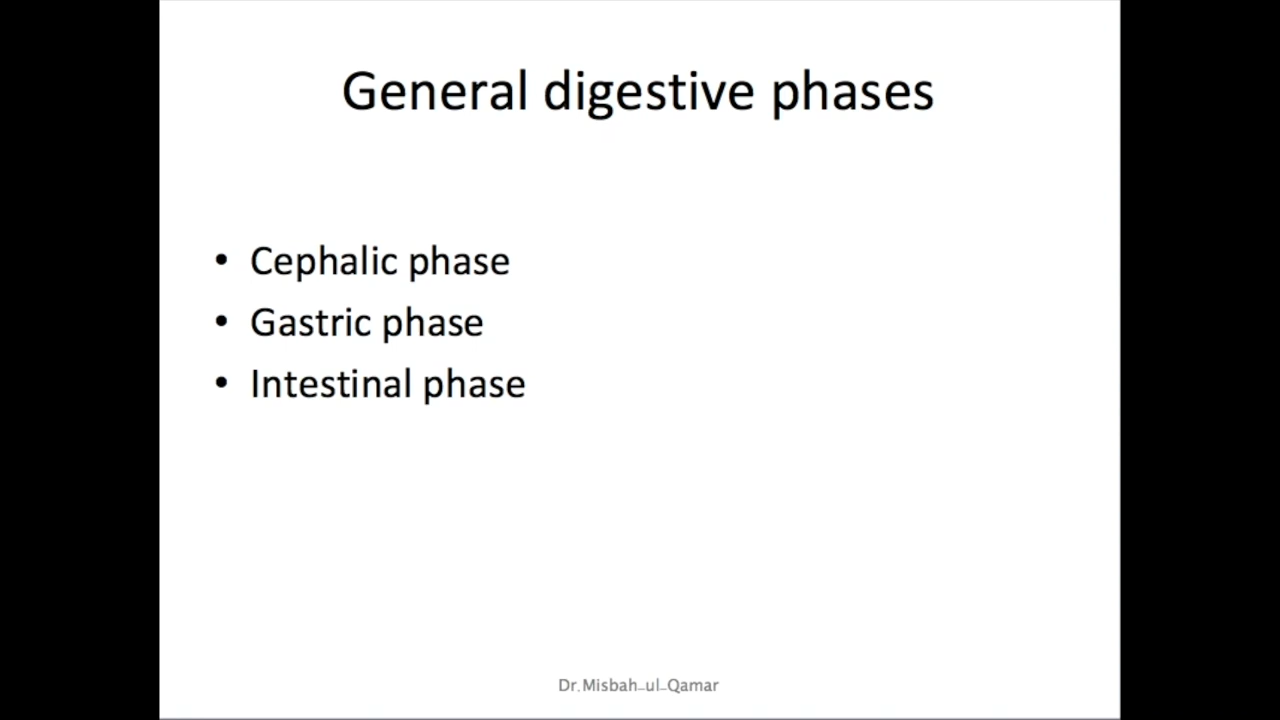 General digestive phases
• Cephalic phase
• Gastric phase
• Intestinal phase
Dr.Misbah-ul-Qamar